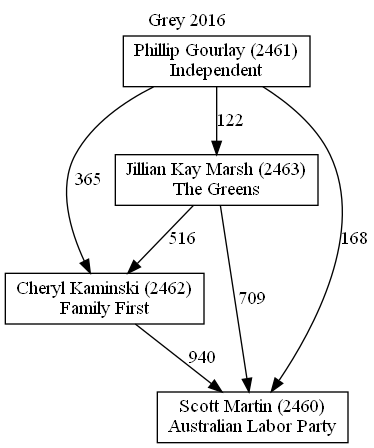 Grey 2016
Phillip Gourlay (2461)
Independent
122
365
Jillian Kay Marsh (2463)
The Greens
516
168
Cheryl Kaminski (2462)
Family First
709
940
Scott Martin (2460)
Australian Labor Party